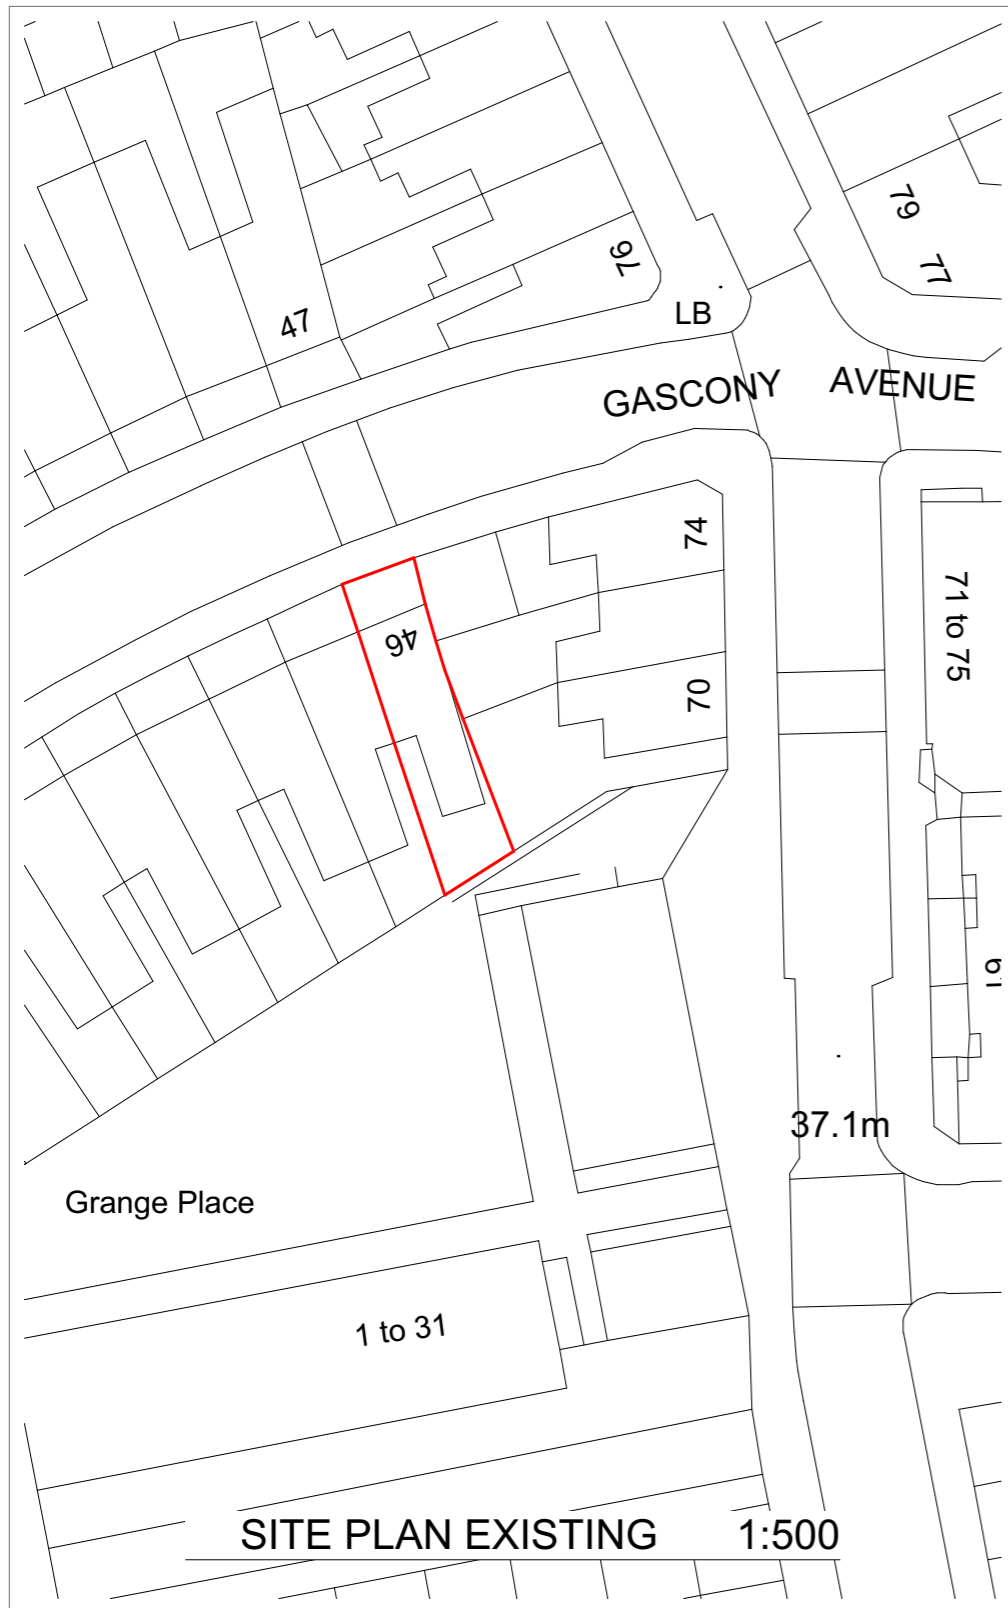 79
77
76
LB
47
GASCONY AVENUE
74
71 to 75
46
70
61
37.1m
Grange Place
1 to 31
SITE PLAN EXISTING 1:500